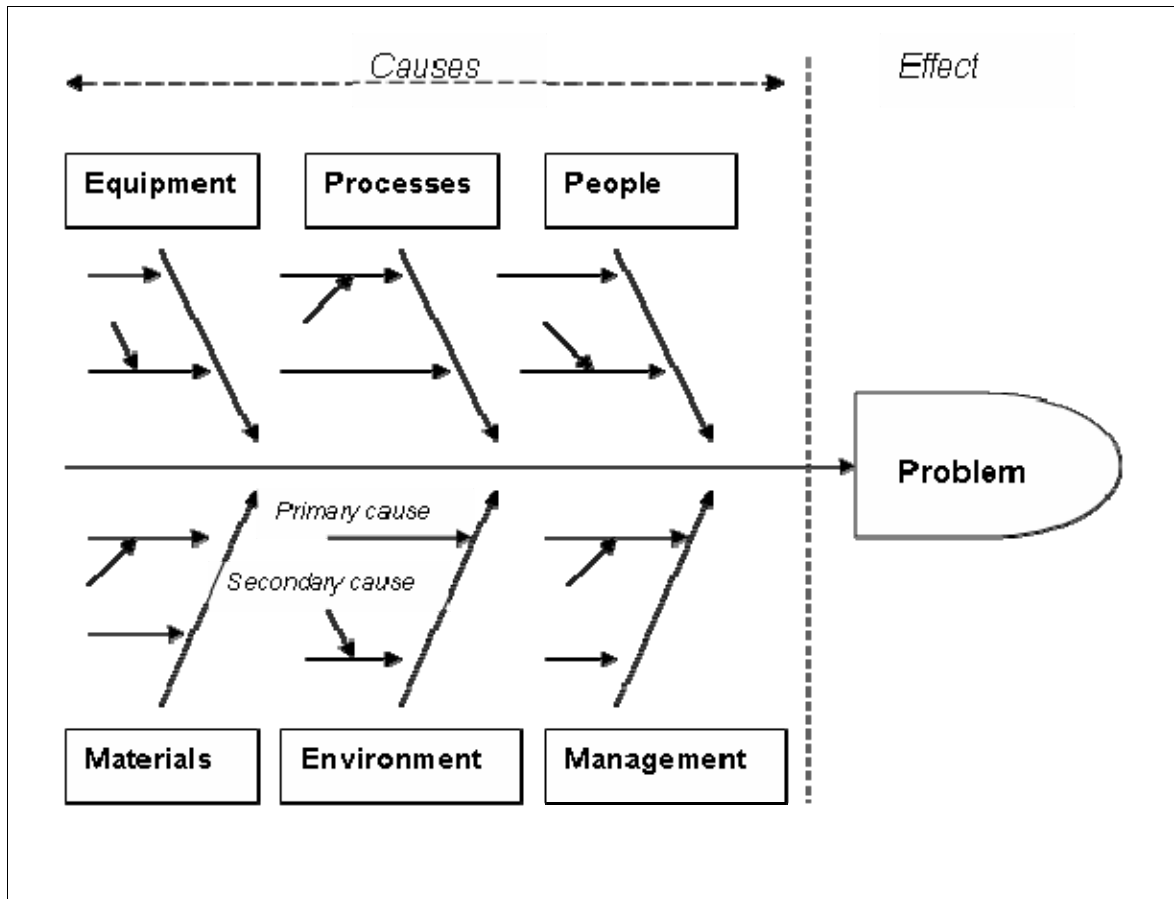 Causes
Effect
Equipment
Processes
People
Problem
Primary cause
Secondary cause
Materials
Environment
Management